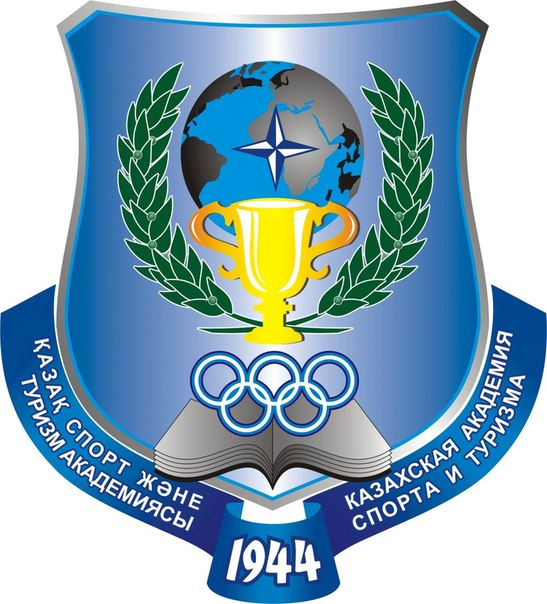 ҚАЗАҚ СПОРТ ЖӘНЕ
ТУРИЗМ АКАДЕМИЯСЫ
1944
КАЗАХСКАЯ АКАДЕМИЯ
СПОРТА И ТУРИЗМА